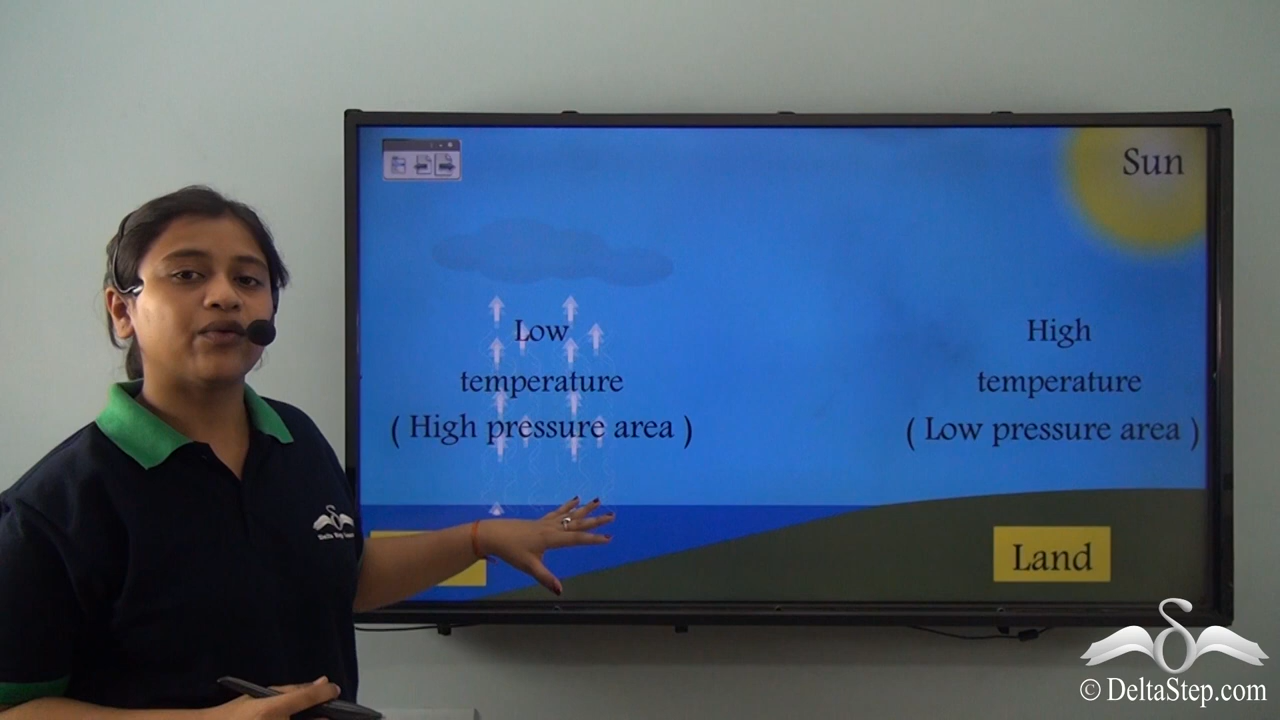 Sun
Low
temperature
( High pressure area )
High
temperature
( Low pressure area )
Land
© DeltaStep.com